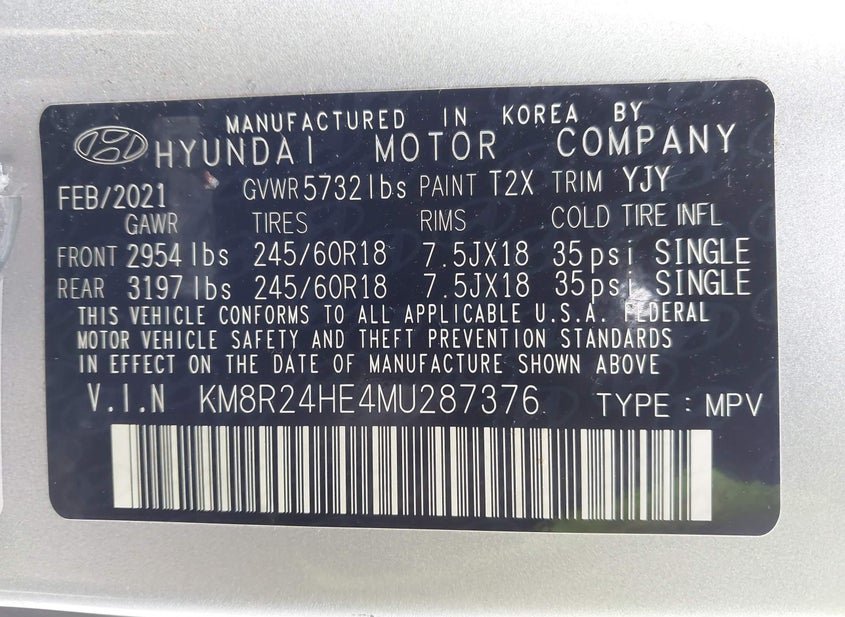 MANUFACTURED IN KOREA BY
HYUNDAI MOTOR COMPANY
FEB/2021 GVWR 5732lbs PAINT T2X TRIM YJY
GAWR TIRES RIMS COLD TIRE INFL
FRONT 2954 lbs 245/60R18 7.5JX18 35psi SINGLE
REAR 3197 lbs 245/60R18 7.5JX18 35psi SINGLE
THIS VEHICLE CONFORMS TO ALL APPLICABLE U.S.A. FEDERAL
MOTOR VEHICLE SAFETY AND THEFT PREVENTION STANDARDS
IN EFFECT ON THE DATE OF MANUFACTURE SHOWN ABOVE
V.I.N KM8R24HE4MU287376 TYPE : MPV